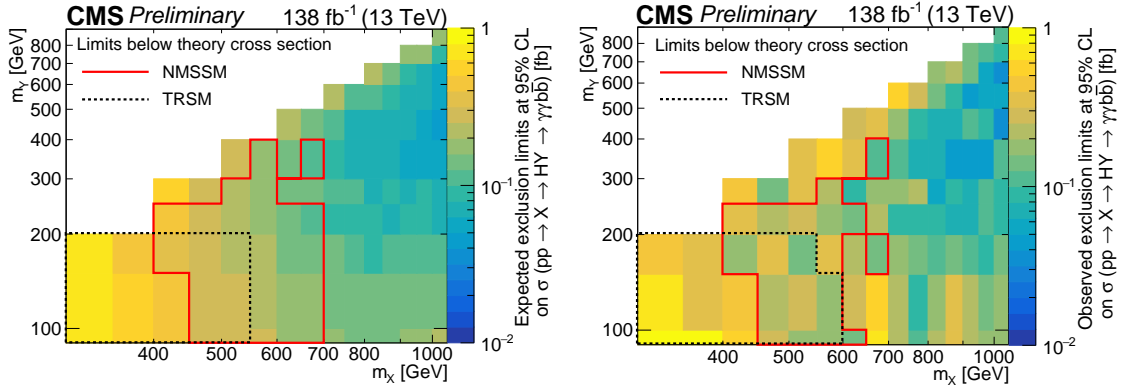 CMS Preliminary 138 fb⁻¹ (13 TeV)
Limits below theory cross section
NMSSM
TRSM
m_Y [GeV]
800
700
600
500
400
300
200
100
400 500 600 700 800 1000
m_X [GeV]
1
10⁻¹
10⁻²
Expected exclusion limits at 95% CL
on σ (pp → X → HY → γγbb̄) [fb]
CMS Preliminary 138 fb⁻¹ (13 TeV)
Limits below theory cross section
NMSSM
TRSM
m_Y [GeV]
800
700
600
500
400
300
200
100
400 500 600 700 800 1000
m_X [GeV]
1
10⁻¹
10⁻²
Observed exclusion limits at 95% CL
on σ (pp → X → HY → γγbb̄) [fb]